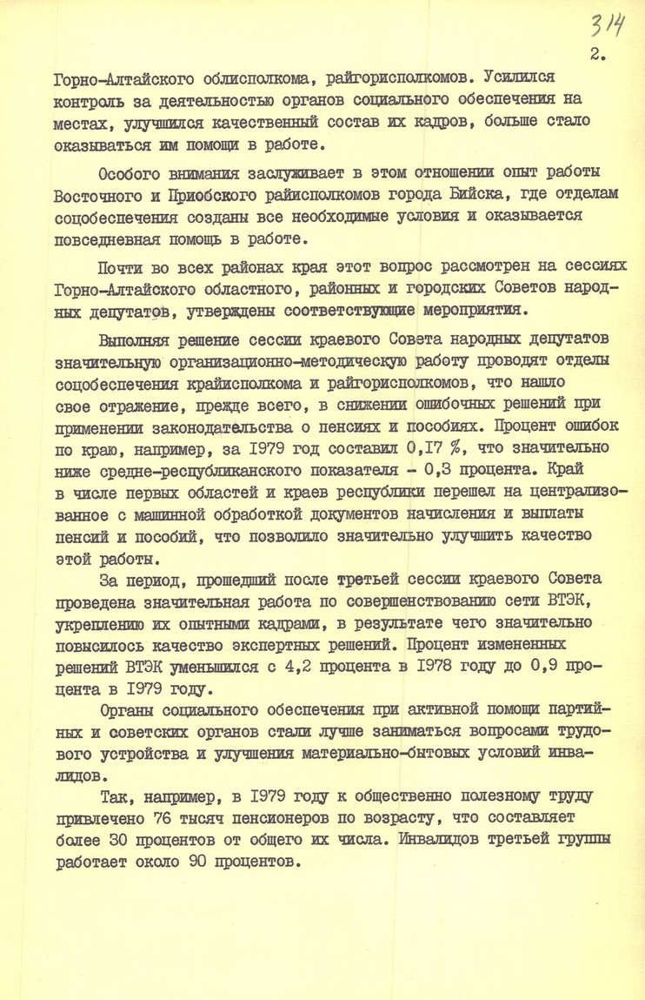 314
2.
Горно-Алтайского облисполкома, райгорисполкомов. Усилился
контроль за деятельностью органов социального обеспечения на
местах, улучшился качественный состав их кадров, больше стало
оказываться им помощи в работе.
Особого внимания заслуживает в этом отношении опыт работы
Восточного и Приобского райисполкомов города Бийска, где отделам
соцобеспечения созданы все необходимые условия и оказывается
повседневная помощь в работе.
Почти во всех районах края этот вопрос рассмотрен на сессиях
Горно-Алтайского областного, районных и городских Советов народ-
ных депутатов, утверждены соответствующие мероприятия.
Выполняя решение сессии краевого Совета народных депутатов
значительную организационно-методическую работу проводят отделы
соцобеспечения крайисполкома и райгорисполкомов, что нашло
свое отражение, прежде всего, в снижении ошибочных решений при
применении законодательства о пенсиях и пособиях. Процент ошибок
по краю, например, за 1979 год составил 0,17 %, что значительно
ниже средне-республиканского показателя - 0,3 процента. Край
в числе первых областей и краев республики перешел на централизо-
ванное с машинной обработкой документов начисления и выплаты
пенсий и пособий, что позволило значительно улучшить качество
этой работы.
За период, прошедший после третьей сессии краевого Совета
проведена значительная работа по совершенствованию сети ВТЭК,
укреплению их опытными кадрами, в результате чего значительно
повысилось качество экспертных решений. Процент измененных
решений ВТЭК уменьшился с 4,2 процента в 1978 году до 0,9 про-
цента в 1979 году.
Органы социального обеспечения при активной помощи партий-
ных и советских органов стали лучше заниматься вопросами трудо-
вого устройства и улучшения материально-бытовых условий инва-
лидов.
Так, например, в 1979 году к общественно полезному труду
привлечено 76 тысяч пенсионеров по возрасту, что составляет
более 30 процентов от общего их числа. Инвалидов третьей группы
работает около 90 процентов.